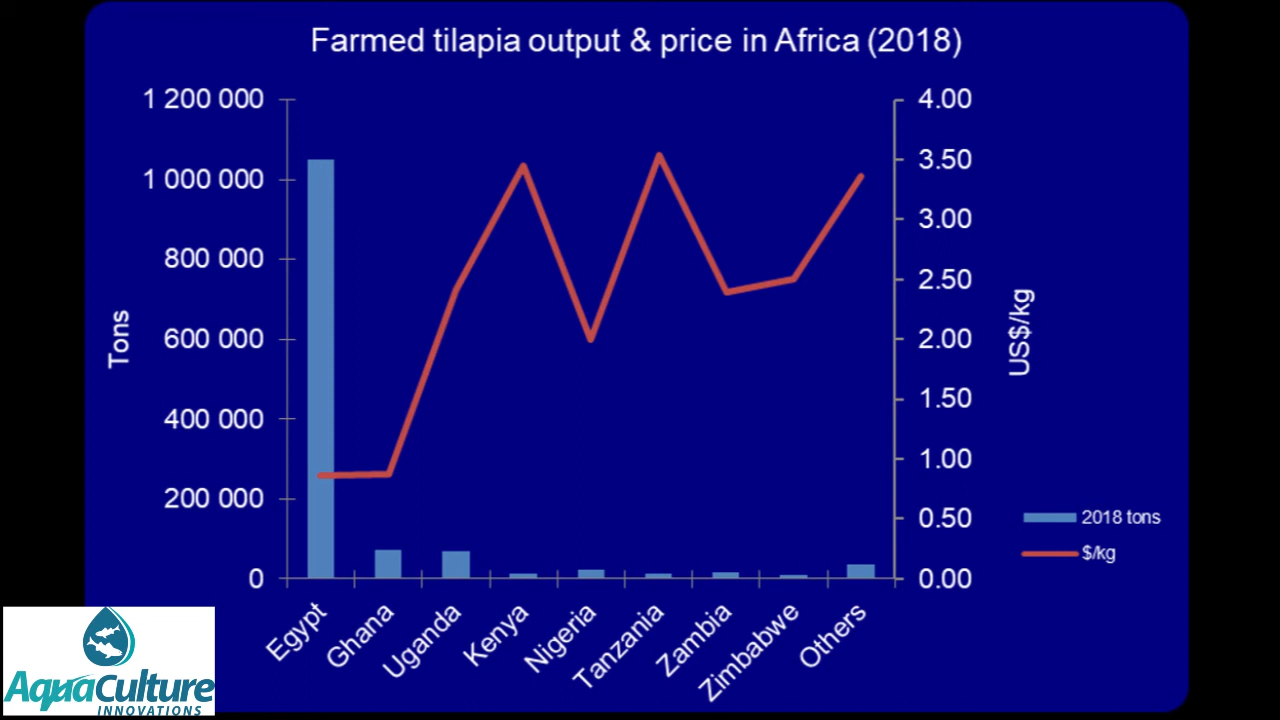 Farmed tilapia output & price in Africa (2018)
1 200 000
1 000 000
800 000
600 000
400 000
200 000
0
Tons
4.00
3.50
3.00
2.50
2.00
1.50
1.00
0.50
0.00
US$/kg
2018 tons
$/kg
Egypt
Ghana
Uganda
Kenya
Nigeria
Tanzania
Zambia
Zimbabwe
Others
AquaCulture
INNOVATIONS